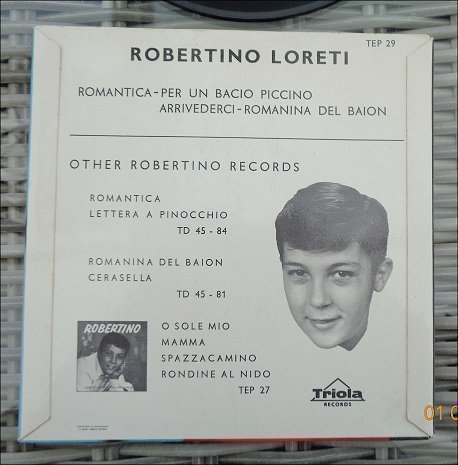 TEP 29
ROBERTINO LORETI
ROMANTICA-PER UN BACIO PICCINO
ARRIVEDERCI-ROMANINA DEL BAION
OTHER ROBERTINO RECORDS
ROMANTICA
LETTERA A PINOCCHIO
TD 45 - 84
ROMANINA DEL BAION
CERASELLA
TD 45 - 81
ROBERTINO
O SOLE MIO
MAMMA
SPAZZACAMINO
RONDINE AL NIDO
TEP 27
Triola
RECORDS
01 0